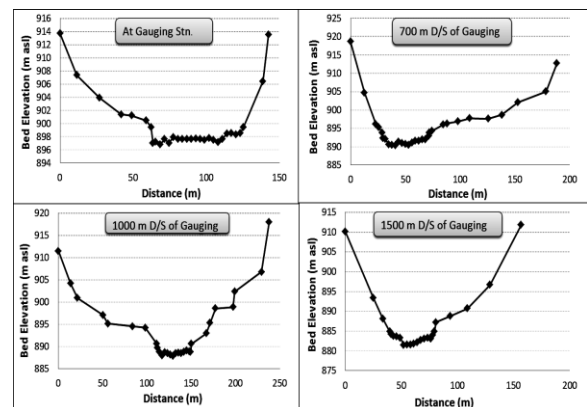 At Gauging Stn.
Bed Elevation (m asl)
916
914
912
910
908
906
904
902
900
898
896
894
0 50 100 150
Distance (m)
700 m D/S of Gauging
Bed Elevation (m asl)
925
920
915
910
905
900
895
890
885
0 50 100 150 200
Distance (m)
1000 m D/S of Gauging
Bed Elevation (m asl)
920
915
910
905
900
895
890
885
0 50 100 150 200 250
Distance (m)
1500 m D/S of Gauging
Bed Elevation (m asl)
915
910
905
900
895
890
885
880
875
0 50 100 150 200
Distance (m)